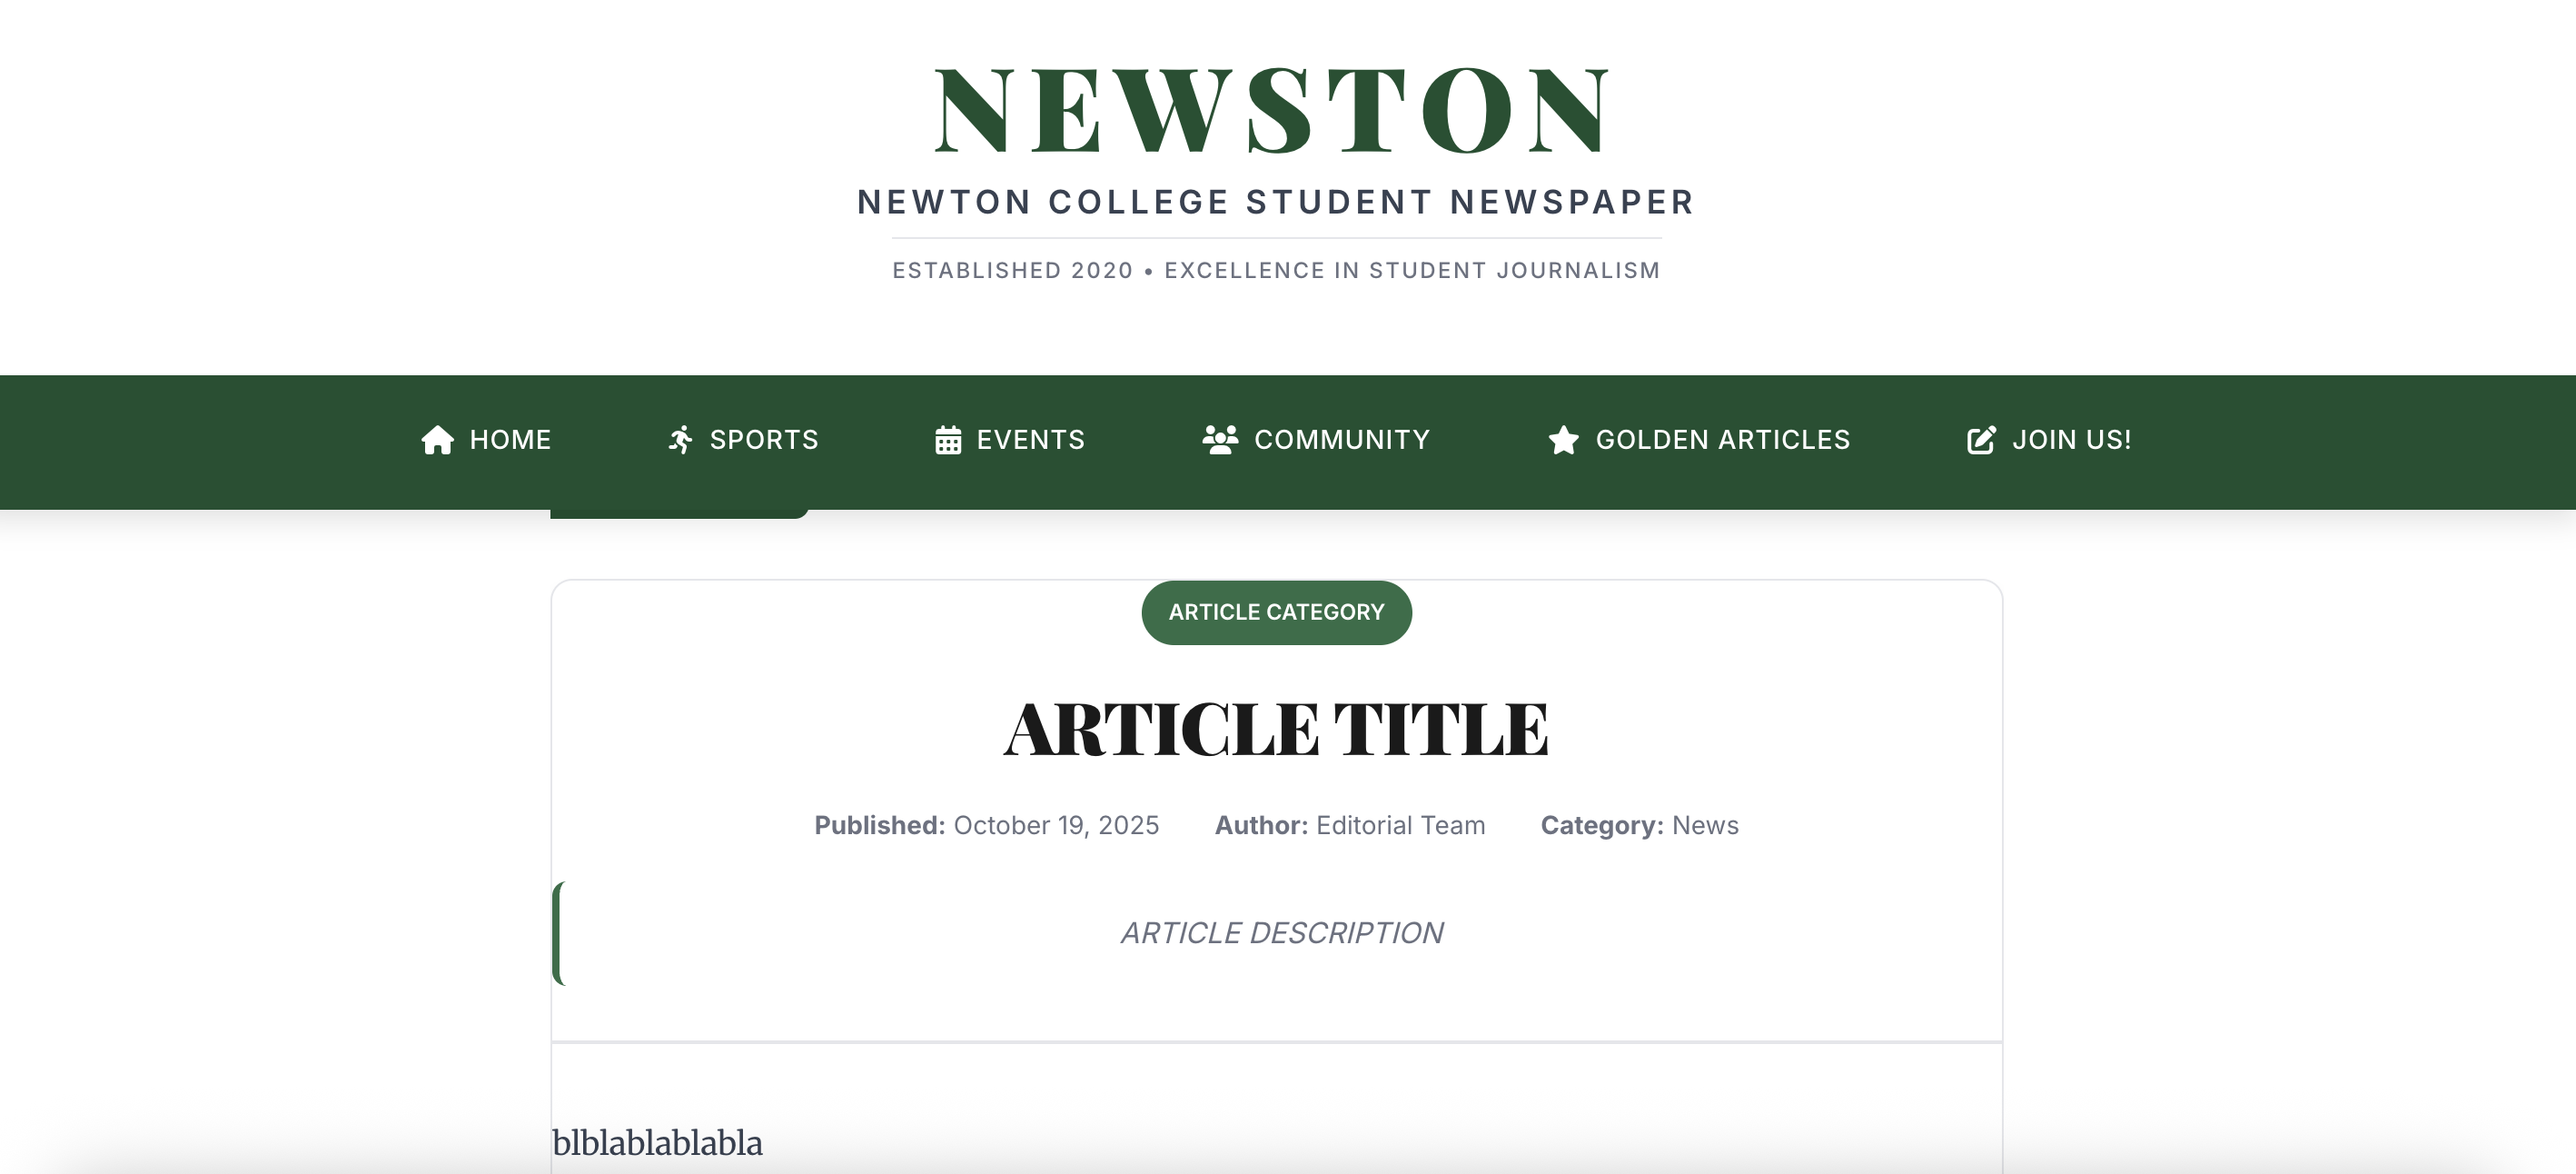 NEWSTON
NEWTON COLLEGE STUDENT NEWSPAPER
ESTABLISHED 2020 • EXCELLENCE IN STUDENT JOURNALISM
HOME SPORTS EVENTS COMMUNITY GOLDEN ARTICLES JOIN US!
ARTICLE CATEGORY
ARTICLE TITLE
Published: October 19, 2025 Author: Editorial Team Category: News
ARTICLE DESCRIPTION
blblablablabla